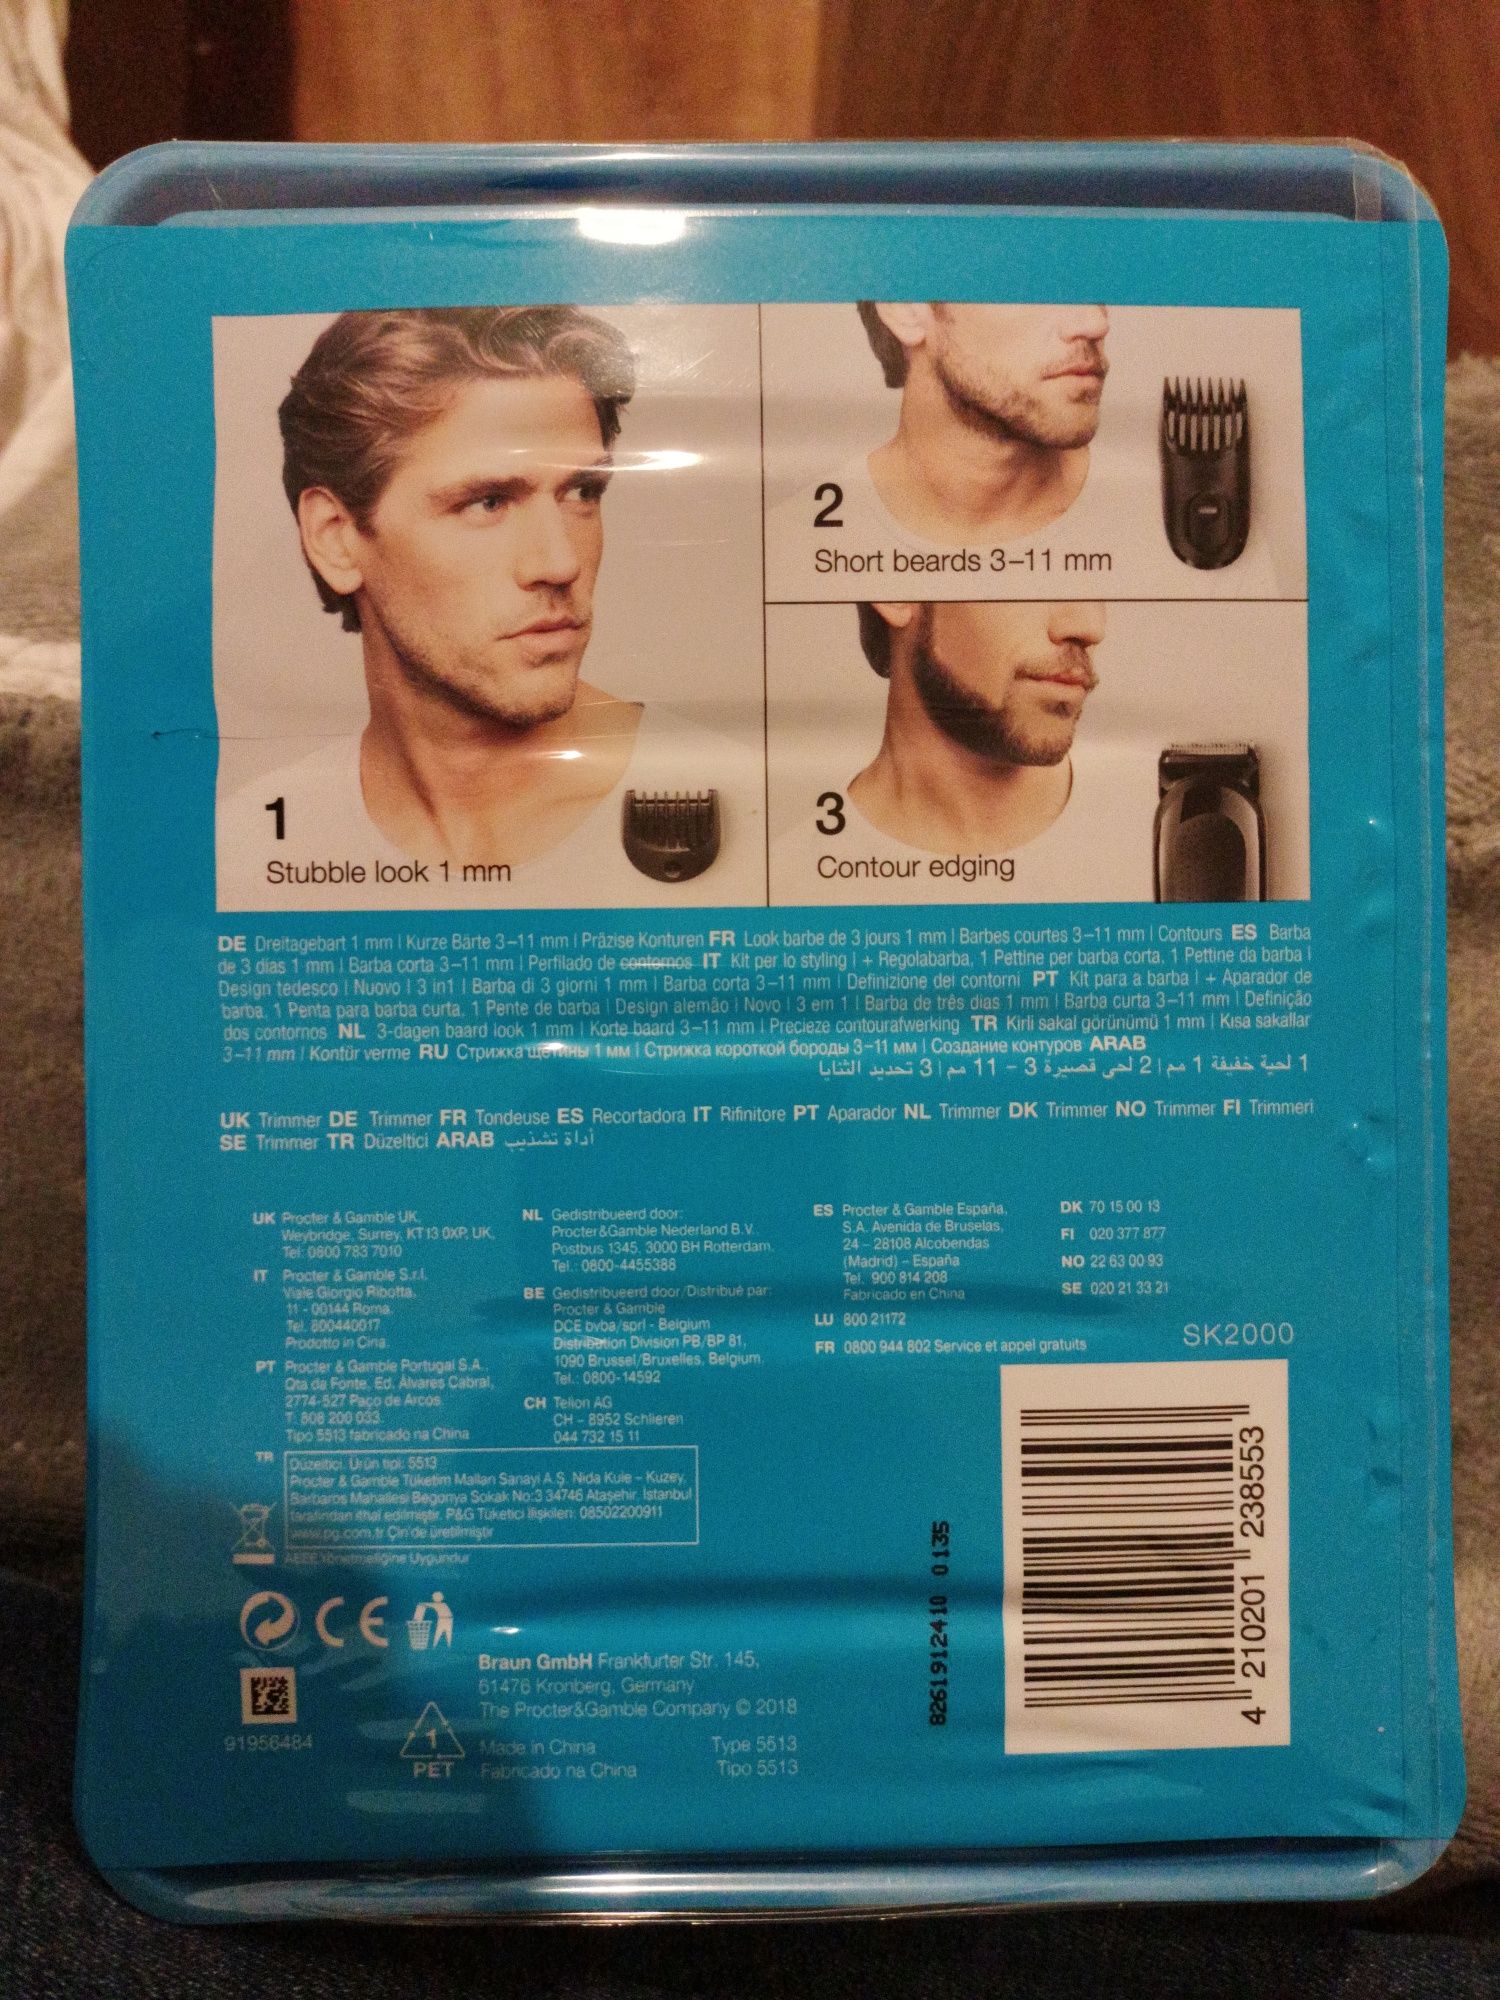 1
Stubble look 1 mm
2
Short beards 3–11 mm
3
Contour edging
DE Dreitagebart 1 mm | Kurze Bärte 3–11 mm | Präzise Konturen FR Look barbe de 3 jours 1 mm | Barbes courtes 3–11 mm | Contours ES Barba
de 3 días 1 mm | Barba corta 3–11 mm | Perfilado de contornos IT Kit per lo styling | + Regolabarba, 1 Pettine per barba corta, 1 Pettine da barba |
Design tedesco | Nuovo | 3 in1 | Barba di 3 giorni 1 mm | Barba corta 3–11 mm | Definizione dei contorni PT Kit para a barba | + Aparador de
barba, 1 Penta para barba curta, 1 Pente de barba | Design alemão | Novo | 3 em 1 | Barba de três dias 1 mm | Barba curta 3–11 mm | Definição
dos contornos NL 3-dagen baard look 1 mm | Korte baard 3–11 mm | Precieze contourafwerking TR Kirli sakal görünümü 1 mm | Kısa sakallar
3–11 mm | Kontür verme RU Стрижка щетины 1 мм | Стрижка короткой бороды 3–11 мм | Создание контуров ARAB
1 لحية خفيفة 1 مم | 2 لحى قصيرة 3 – 11 مم | 3 تحديد الثنايا
UK Trimmer DE Trimmer FR Tondeuse ES Recortadora IT Rifinitore PT Aparador NL Trimmer DK Trimmer NO Trimmer FI Trimmeri
SE Trimmer TR Düzeltici ARAB أداة تشذيب
UK Procter & Gamble UK,
Weybridge, Surrey, KT13 0XP, UK,
Tel: 0800 783 7010
IT Procter & Gamble S.r.l.
Viale Giorgio Ribotta,
11 - 00144 Roma.
Tel. 800440017
Prodotto in Cina.
PT Procter & Gamble Portugal S.A.,
Qta da Fonte, Ed. Álvares Cabral,
2774-527 Paço de Arcos.
T. 808 200 033
Tipo 5513 fabricado na China
TR Düzeltici. Ürün tipi: 5513
Procter & Gamble Tüketim Malları Sanayi A.Ş. Nida Kule – Kuzey,
Barbaros Mahallesi Begonya Sokak No:3 34746 Ataşehir, İstanbul
tarafından ithal edilmiştir. P&G Tüketici İlişkileri: 08502200911
www.pg.com.tr Çin'de üretilmiştir
AEEE Yönetmeliğine Uygundur
NL Gedistribueerd door:
Procter&Gamble Nederland B.V.
Postbus 1345, 3000 BH Rotterdam.
Tel.: 0800-4455388
BE Gedistribueerd door/Distribué par:
Procter & Gamble
DCE bvba/sprl - Belgium
Distribution Division PB/BP 81,
1090 Brussel/Bruxelles, Belgium.
Tel.: 0800-14592
CH Telion AG
CH – 8952 Schlieren
044 732 15 11
ES Procter & Gamble España,
S.A. Avenida de Bruselas,
24 – 28108 Alcobendas
(Madrid) – España
Tel. 900 814 208
Fabricado en China
LU 800 21172
FR 0800 944 802 Service et appel gratuits
DK 70 15 00 13
FI 020 377 877
NO 22 63 00 93
SE 020 21 33 21
SK2000
4 210201 238553
8261912410 0135
CE
91956484
1
PET
Braun GmbH Frankfurter Str. 145,
61476 Kronberg, Germany
The Procter&Gamble Company © 2018
Made in China Type 5513
Fabricado na China Tipo 5513